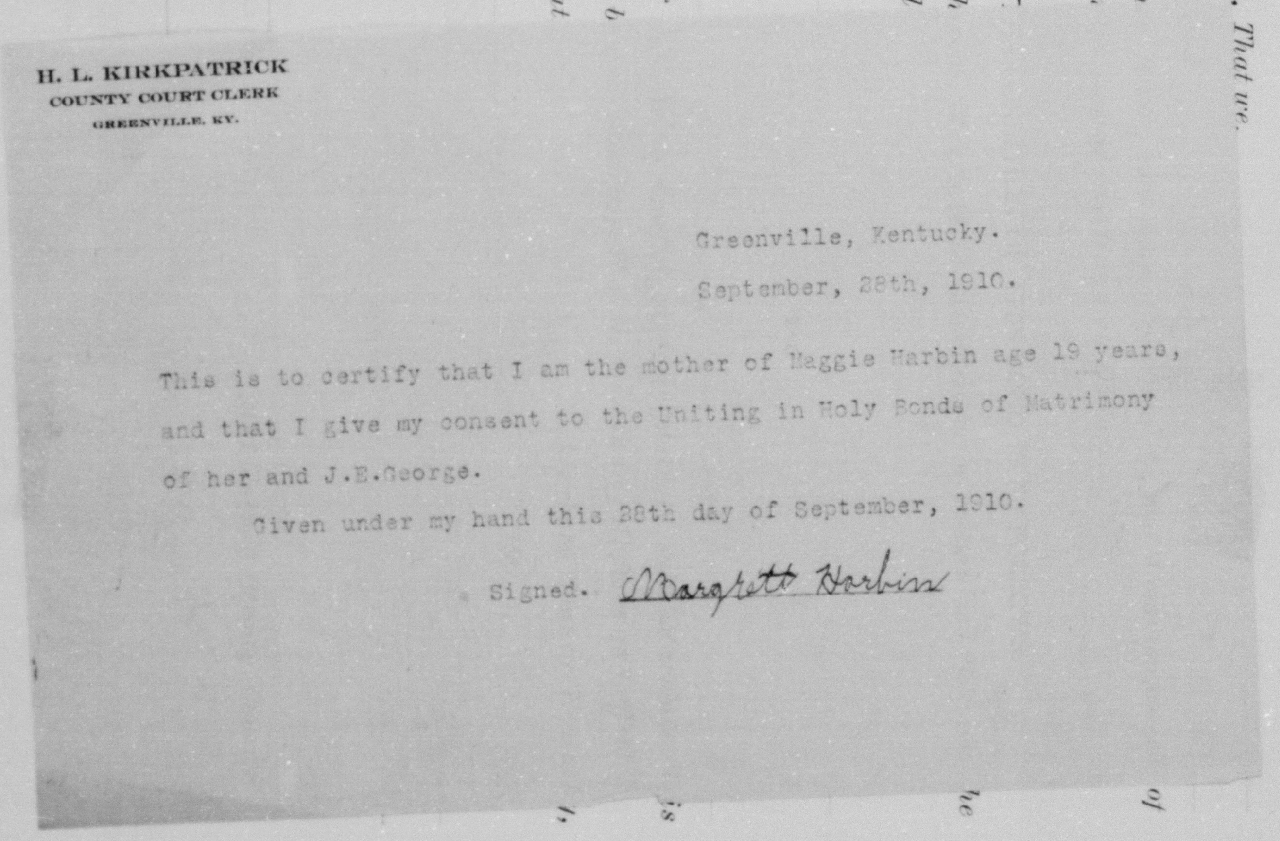 H. L. KIRKPATRICK
COUNTY COURT CLERK
GREENVILLE, KY.
That we.
Greenville, Kentucky.
September, 28th, 1910.
This is to certify that I am the mother of Maggie Harbin age 19 years,
and that I give my consent to the Uniting in Holy Bonds of Matrimony
of her and J.E.George.
Given under my hand this 28th day of September, 1910.
Signed. Margrett Harbin
is
he
of